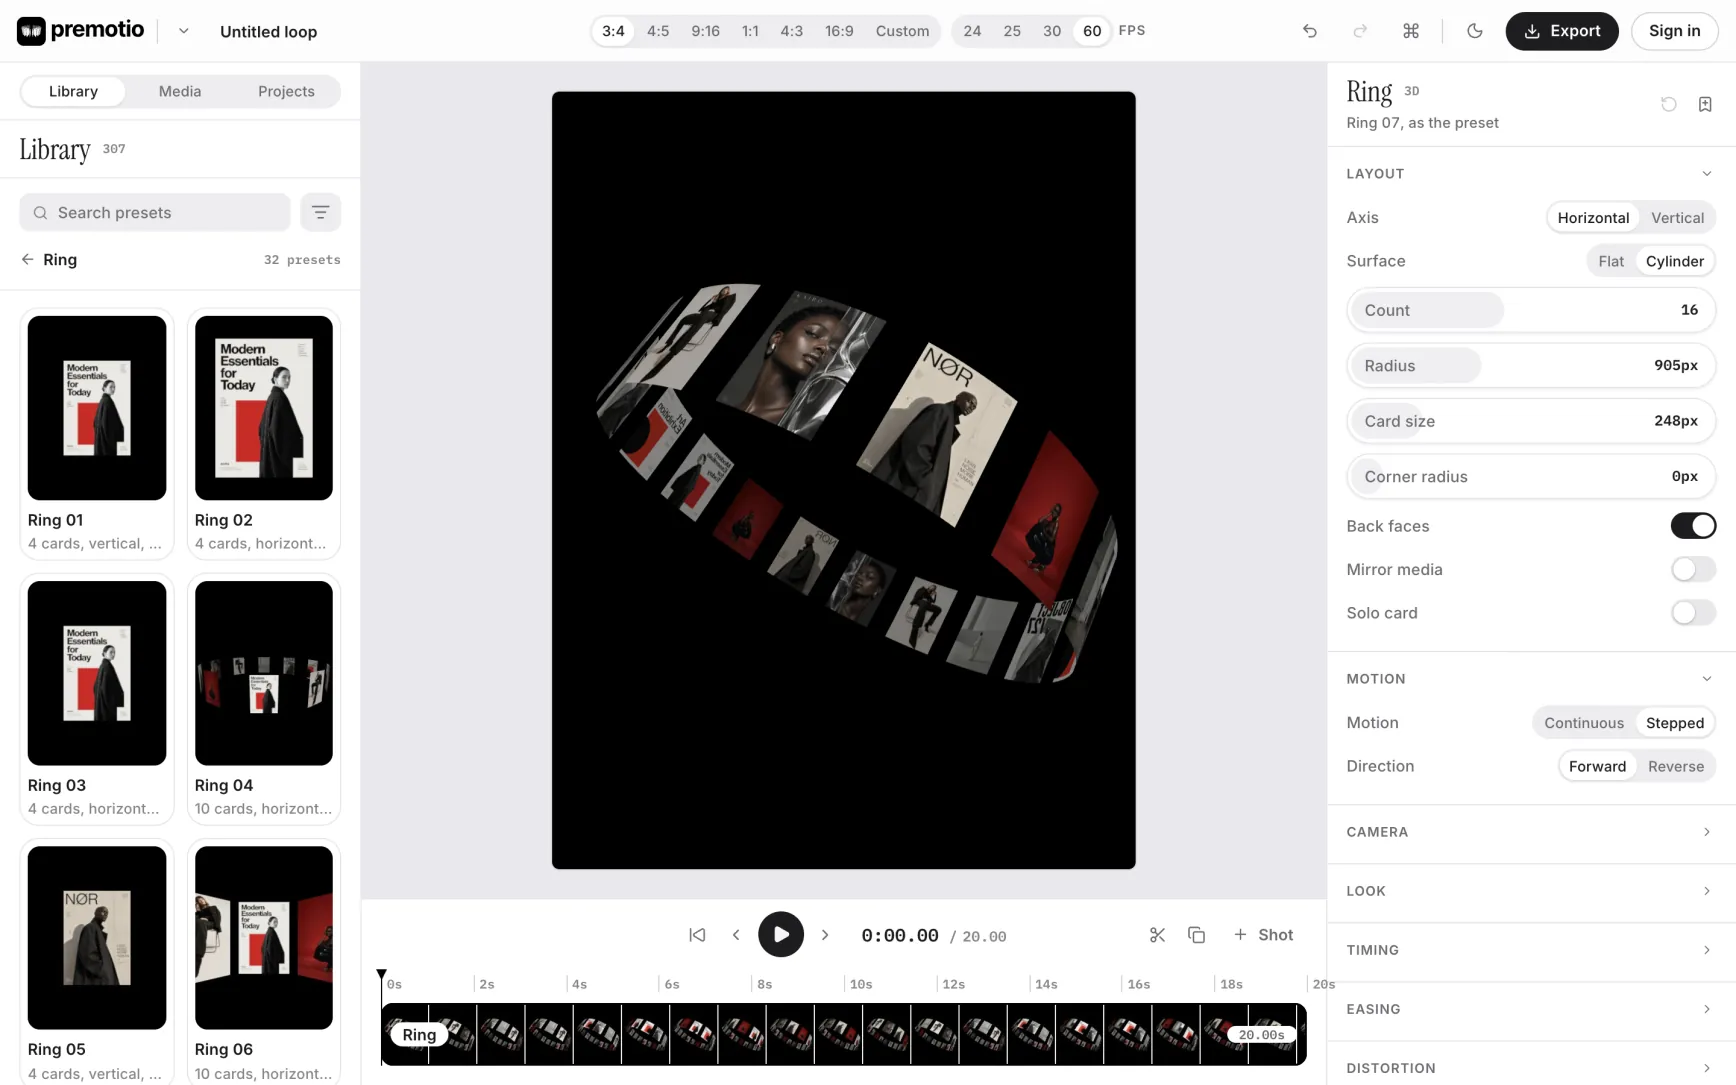 premotio
Untitled loop
3:4 4:5 9:16 1:1 4:3 16:9 Custom
24 25 30 60 FPS
Export
Sign in
Library Media Projects
Library 307
Search presets
Ring 32 presets
Modern
Essentials
for
Today
Ring 01
4 cards, vertical, ...
Modern
Essentials
for
Today
Ring 02
4 cards, horizont...
Modern
Essentials
for
Today
Ring 03
4 cards, horizont...
Ring 04
10 cards, horizont...
NØR
Ring 05
4 cards, vertical, ...
Modern
Essentials
for
Today
Ring 06
10 cards, horizont...
NØR
0:00.00 / 20.00
Shot
0s 2s 4s 6s 8s 10s 12s 14s 16s 18s 20s
Ring
20.00s
Ring 3D
Ring 07, as the preset
LAYOUT
Axis Horizontal Vertical
Surface Flat Cylinder
Count 16
Radius 905px
Card size 248px
Corner radius 0px
Back faces
Mirror media
Solo card
MOTION
Motion Continuous Stepped
Direction Forward Reverse
CAMERA
LOOK
TIMING
EASING
DISTORTION